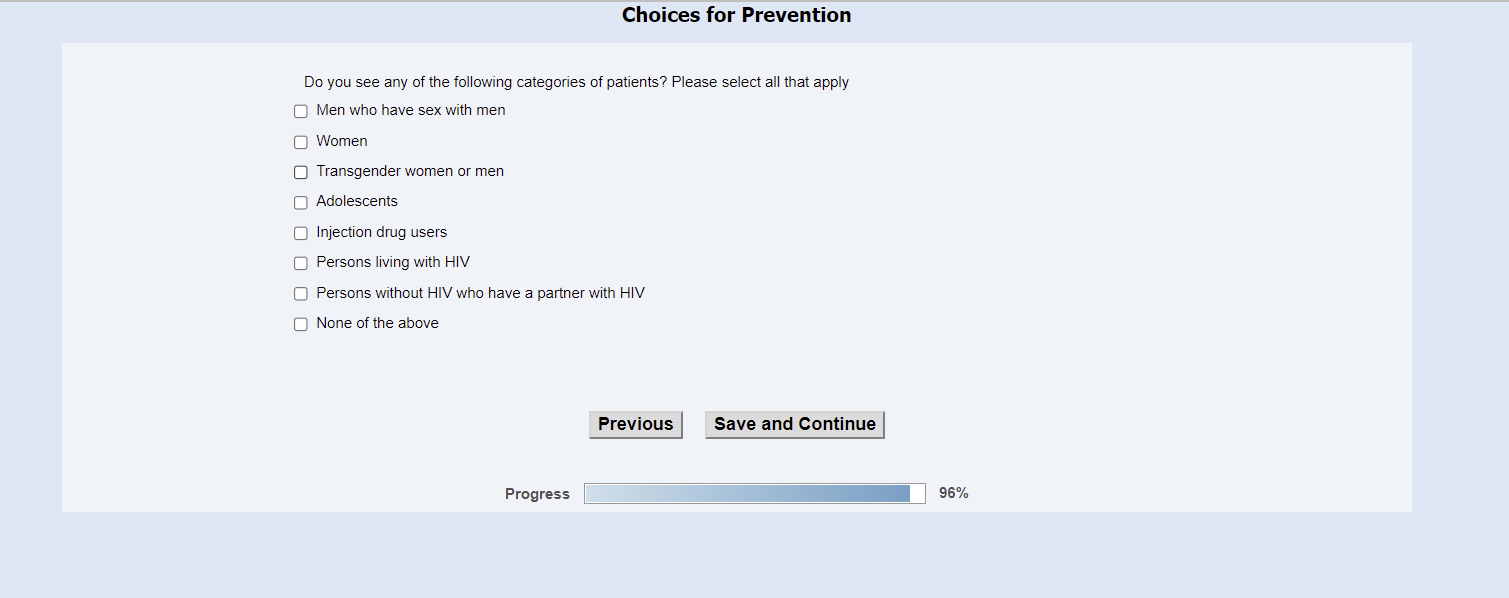 Choices for Prevention
Do you see any of the following categories of patients? Please select all that apply
Men who have sex with men
Women
Transgender women or men
Adolescents
Injection drug users
Persons living with HIV
Persons without HIV who have a partner with HIV
None of the above
Previous Save and Continue
Progress 96%